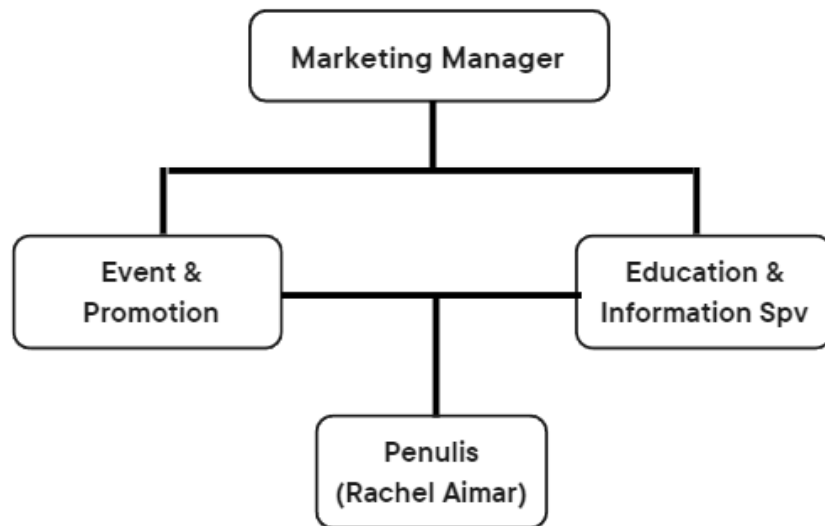 Marketing Manager
Event &
Promotion
Education &
Information Spv
Penulis
(Rachel Aimar)